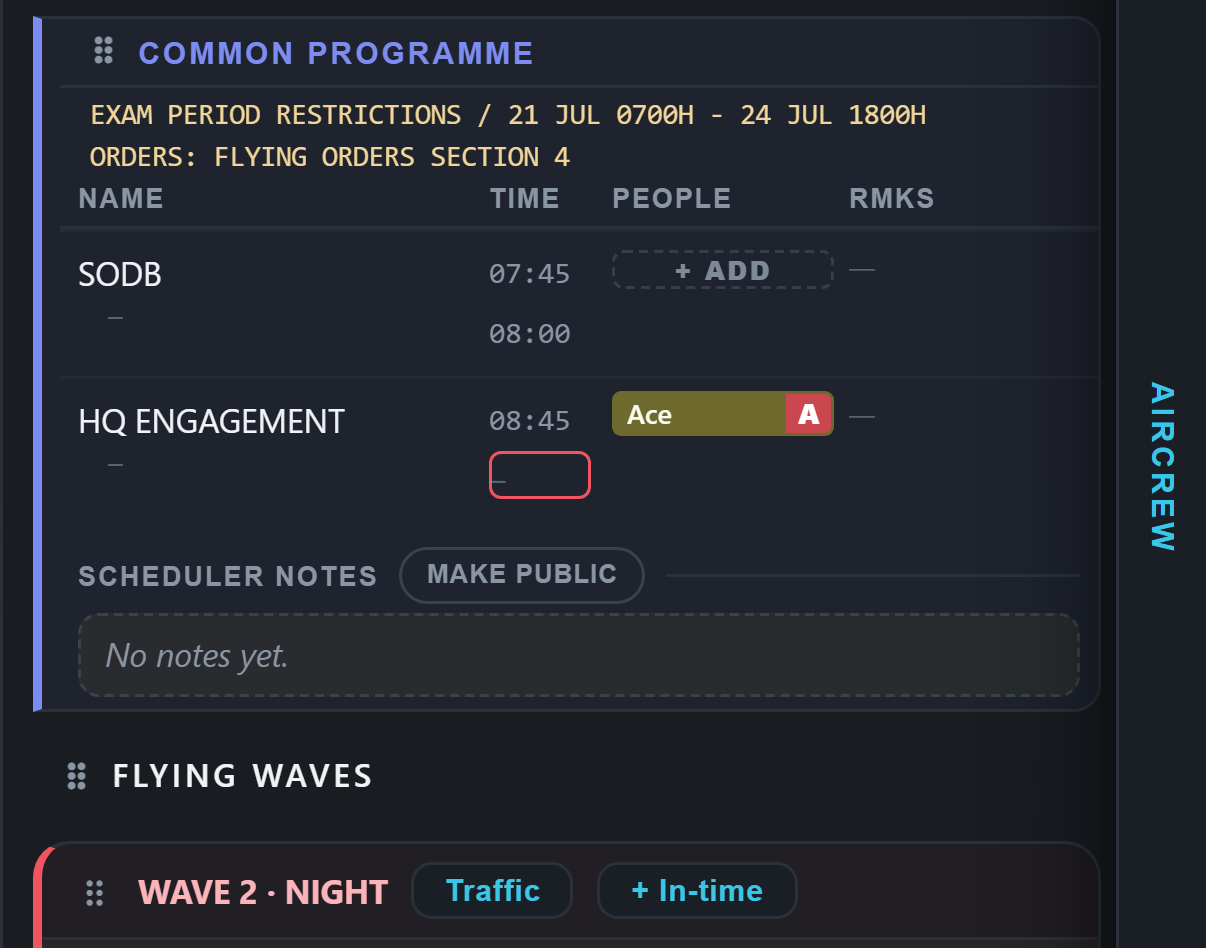 COMMON PROGRAMME
EXAM PERIOD RESTRICTIONS / 21 JUL 0700H - 24 JUL 1800H
ORDERS: FLYING ORDERS SECTION 4
NAME TIME PEOPLE RMKS
SODB 07:45 + ADD —
– 08:00
HQ ENGAGEMENT 08:45 Ace A —
– –
SCHEDULER NOTES MAKE PUBLIC
No notes yet.
FLYING WAVES
WAVE 2 · NIGHT Traffic + In-time
AIRCREW